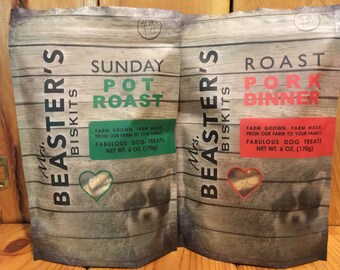 Mrs.
BEASTER'S
BISKITS
SUNDAY
POT
ROAST
FARM GROWN, FARM MADE
FROM OUR FARM TO YOUR FAMILY
FABULOUS DOG TREATS
NET WT. 6 OZ. (170g)
Mrs.
BEASTER'S
BISKITS
ROAST
PORK
DINNER
FARM GROWN, FARM MADE
FROM OUR FARM TO YOUR FAMILY
FABULOUS DOG TREATS
NET WT. 6 OZ. (170g)